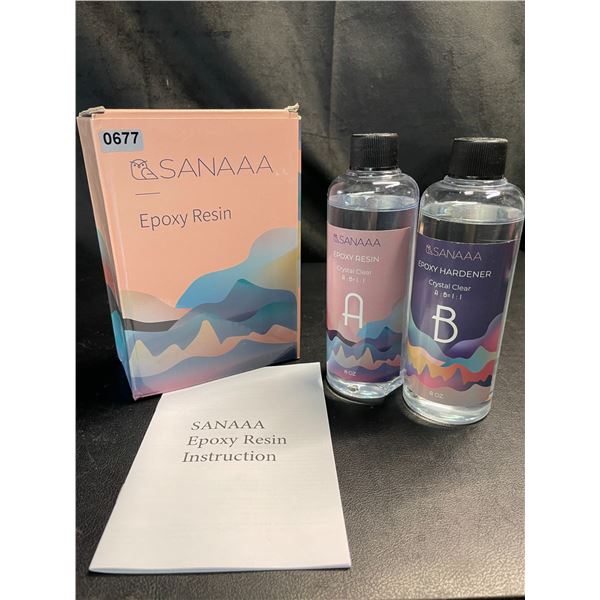 0677
SANAAA
Epoxy Resin
SANAAA
EPOXY RESIN
Crystal Clear
A : B = 1 : 1
A
8 OZ
SANAAA
EPOXY HARDENER
Crystal Clear
A : B = 1 : 1
B
8 OZ
SANAAA
Epoxy Resin
Instruction